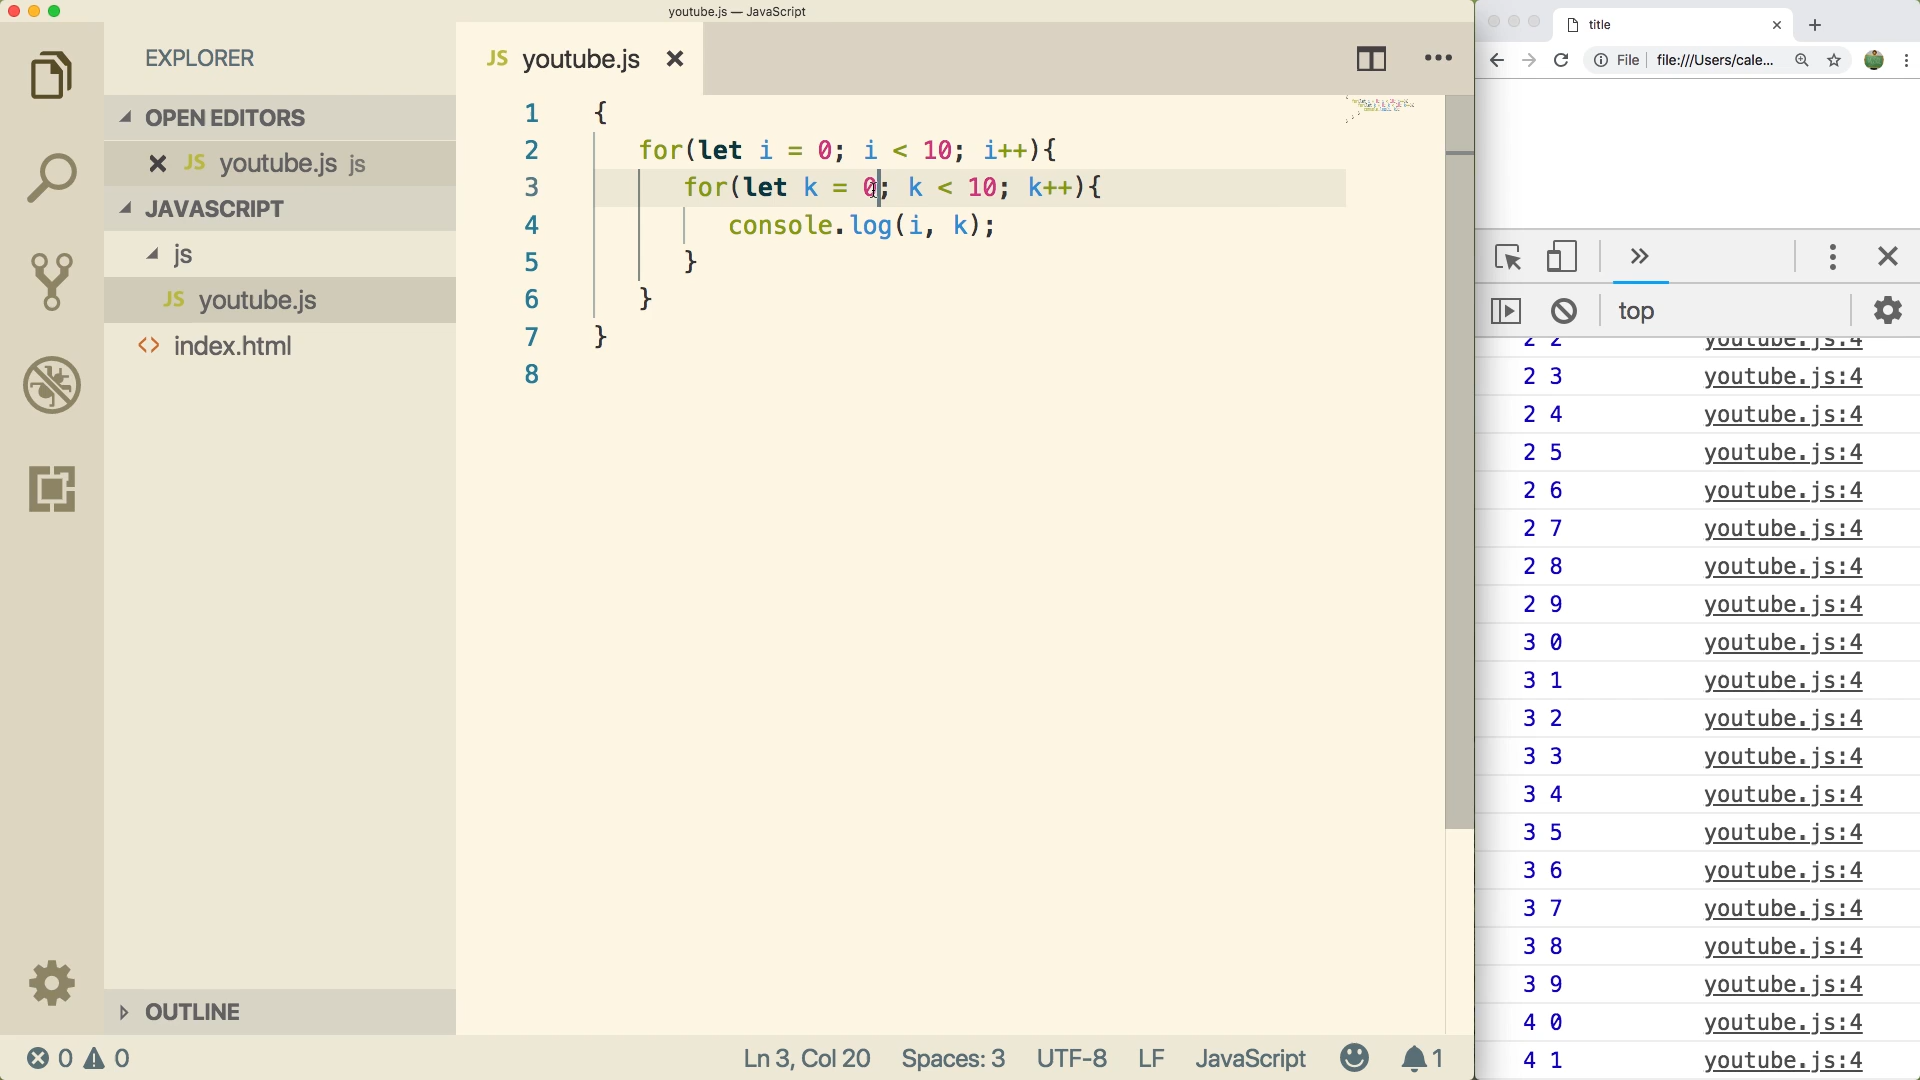 youtube.js — JavaScript
EXPLORER
OPEN EDITORS
JS youtube.js js
JAVASCRIPT
js
JS youtube.js
<> index.html
OUTLINE
JS youtube.js
1 {
2 for(let i = 0; i < 10; i++){
3 for(let k = 0; k < 10; k++){
4 console.log(i, k);
5 }
6 }
7 }
8
0 0
Ln 3, Col 20 Spaces: 3 UTF-8 LF JavaScript 1
title
File file:///Users/cale...
top
2 2 youtube.js:4
2 3 youtube.js:4
2 4 youtube.js:4
2 5 youtube.js:4
2 6 youtube.js:4
2 7 youtube.js:4
2 8 youtube.js:4
2 9 youtube.js:4
3 0 youtube.js:4
3 1 youtube.js:4
3 2 youtube.js:4
3 3 youtube.js:4
3 4 youtube.js:4
3 5 youtube.js:4
3 6 youtube.js:4
3 7 youtube.js:4
3 8 youtube.js:4
3 9 youtube.js:4
4 0 youtube.js:4
4 1 youtube.js:4